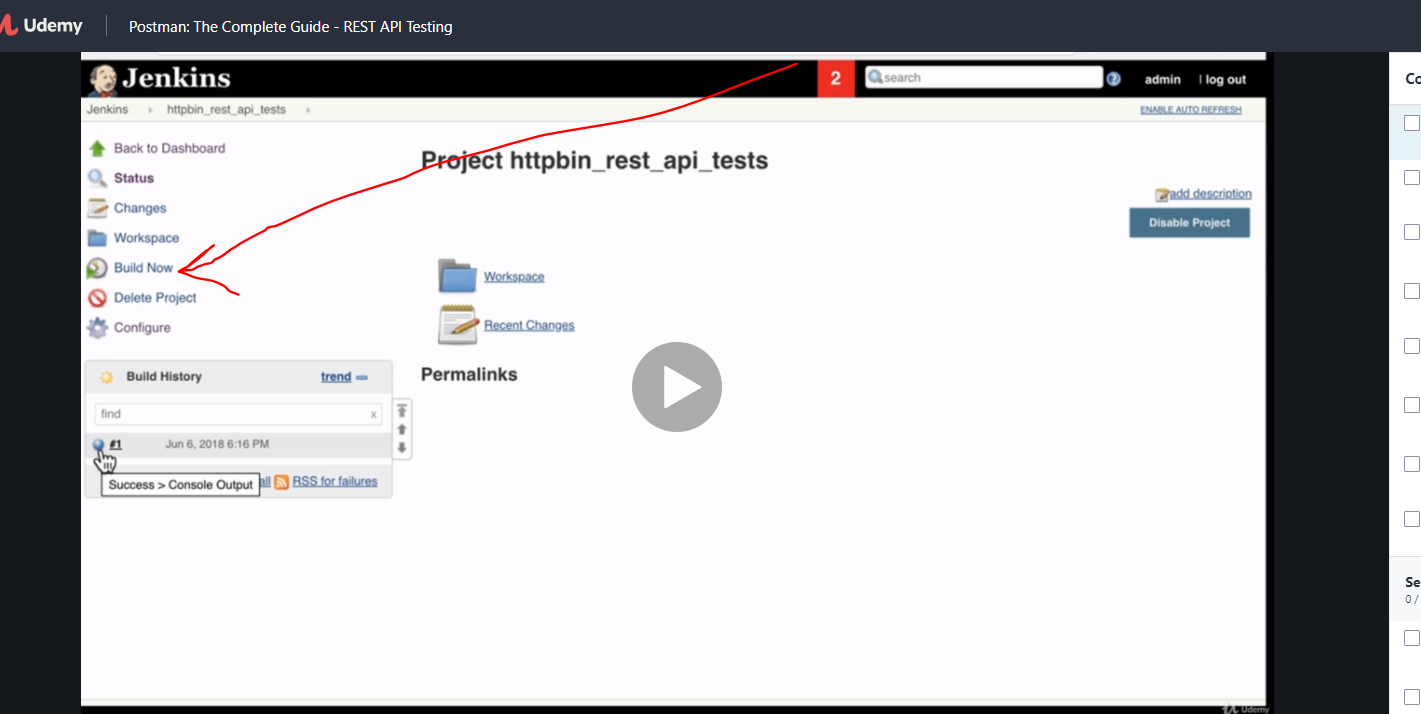 Udemy
Postman: The Complete Guide - REST API Testing
Jenkins
2
search
?
admin
log out
Jenkins
httpbin_rest_api_tests
ENABLE AUTO REFRESH
Back to Dashboard
Status
Changes
Workspace
Build Now
Delete Project
Configure
Project httpbin_rest_api_tests
add description
Disable Project
Workspace
Recent Changes
Permalinks
Build History
trend
find
x
#1
Jun 6, 2018 6:16 PM
Success > Console Output
all
RSS for failures
Co
Se
0 /
Udemy